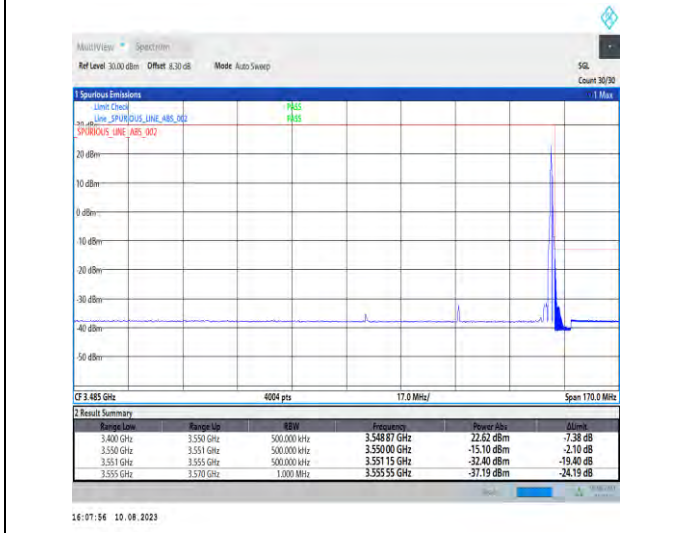 MultiView Spectrum
Ref Level 30.00 dBm Offset 8.30 dB Mode Auto Sweep SGL
Count 30/30
1 Spurious Emissions 1 Max
Limit Check PASS
Line _SPURIOUS_LINE_ABS_002 PASS
30 dBm
SPURIOUS_LINE_ABS_002
20 dBm
10 dBm
0 dBm
-10 dBm
-20 dBm
-30 dBm
-40 dBm
-50 dBm
CF 3.485 GHz 4004 pts 17.0 MHz/ Span 170.0 MHz
2 Result Summary
Range Low Range Up RBW Frequency Power Abs ΔLimit
3.400 GHz 3.550 GHz 500.000 kHz 3.548 87 GHz 22.62 dBm -7.38 dB
3.550 GHz 3.551 GHz 500.000 kHz 3.550 00 GHz -15.10 dBm -2.10 dB
3.551 GHz 3.555 GHz 500.000 kHz 3.551 15 GHz -32.40 dBm -19.40 dB
3.555 GHz 3.570 GHz 1.000 MHz 3.555 55 GHz -37.19 dBm -24.19 dB
16:07:56 10.08.2023